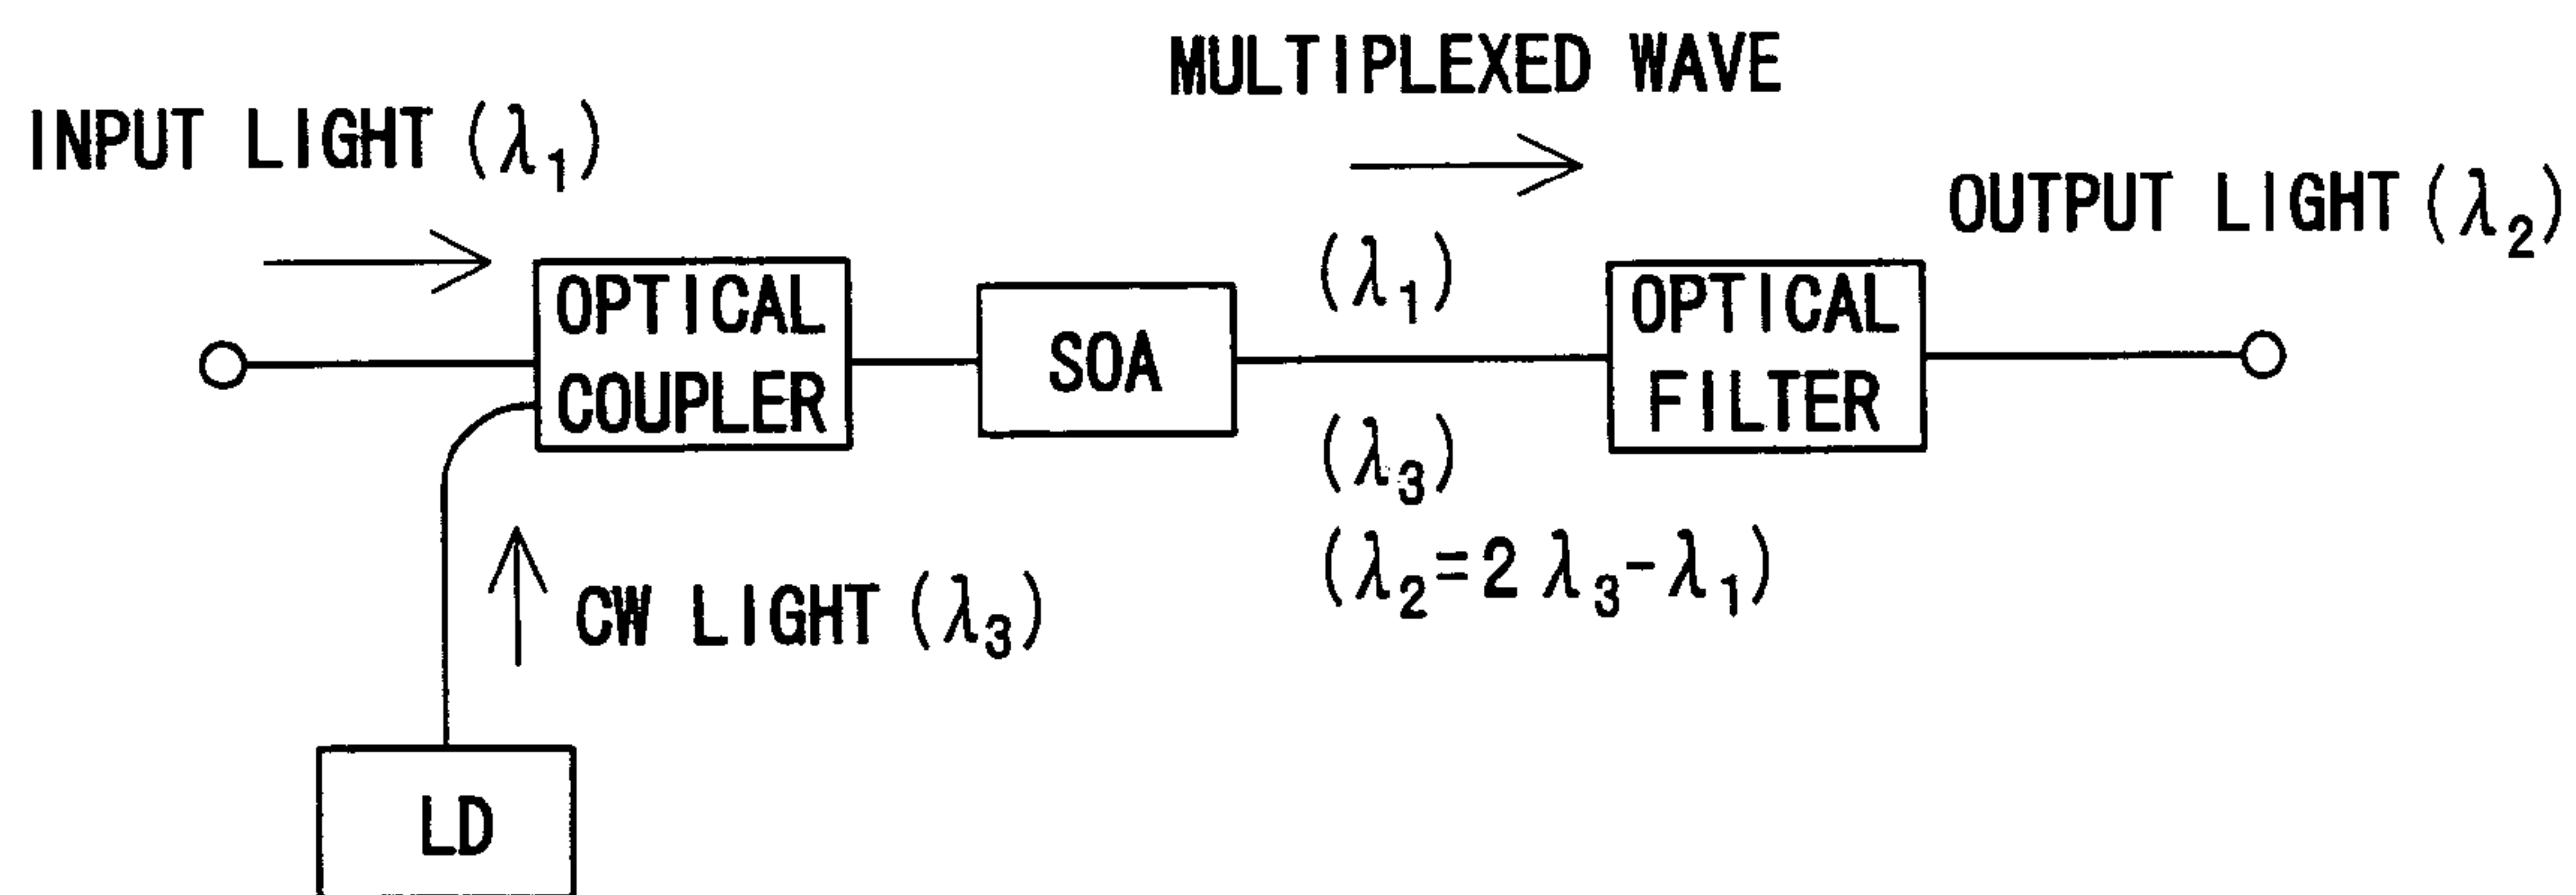 MULTIPLEXED WAVE
INPUT LIGHT (λ₁)
OUTPUT LIGHT (λ₂)
OPTICAL
COUPLER
SOA
(λ₁)
OPTICAL
FILTER
(λ₃)
(λ₂=2λ₃-λ₁)
CW LIGHT (λ₃)
LD